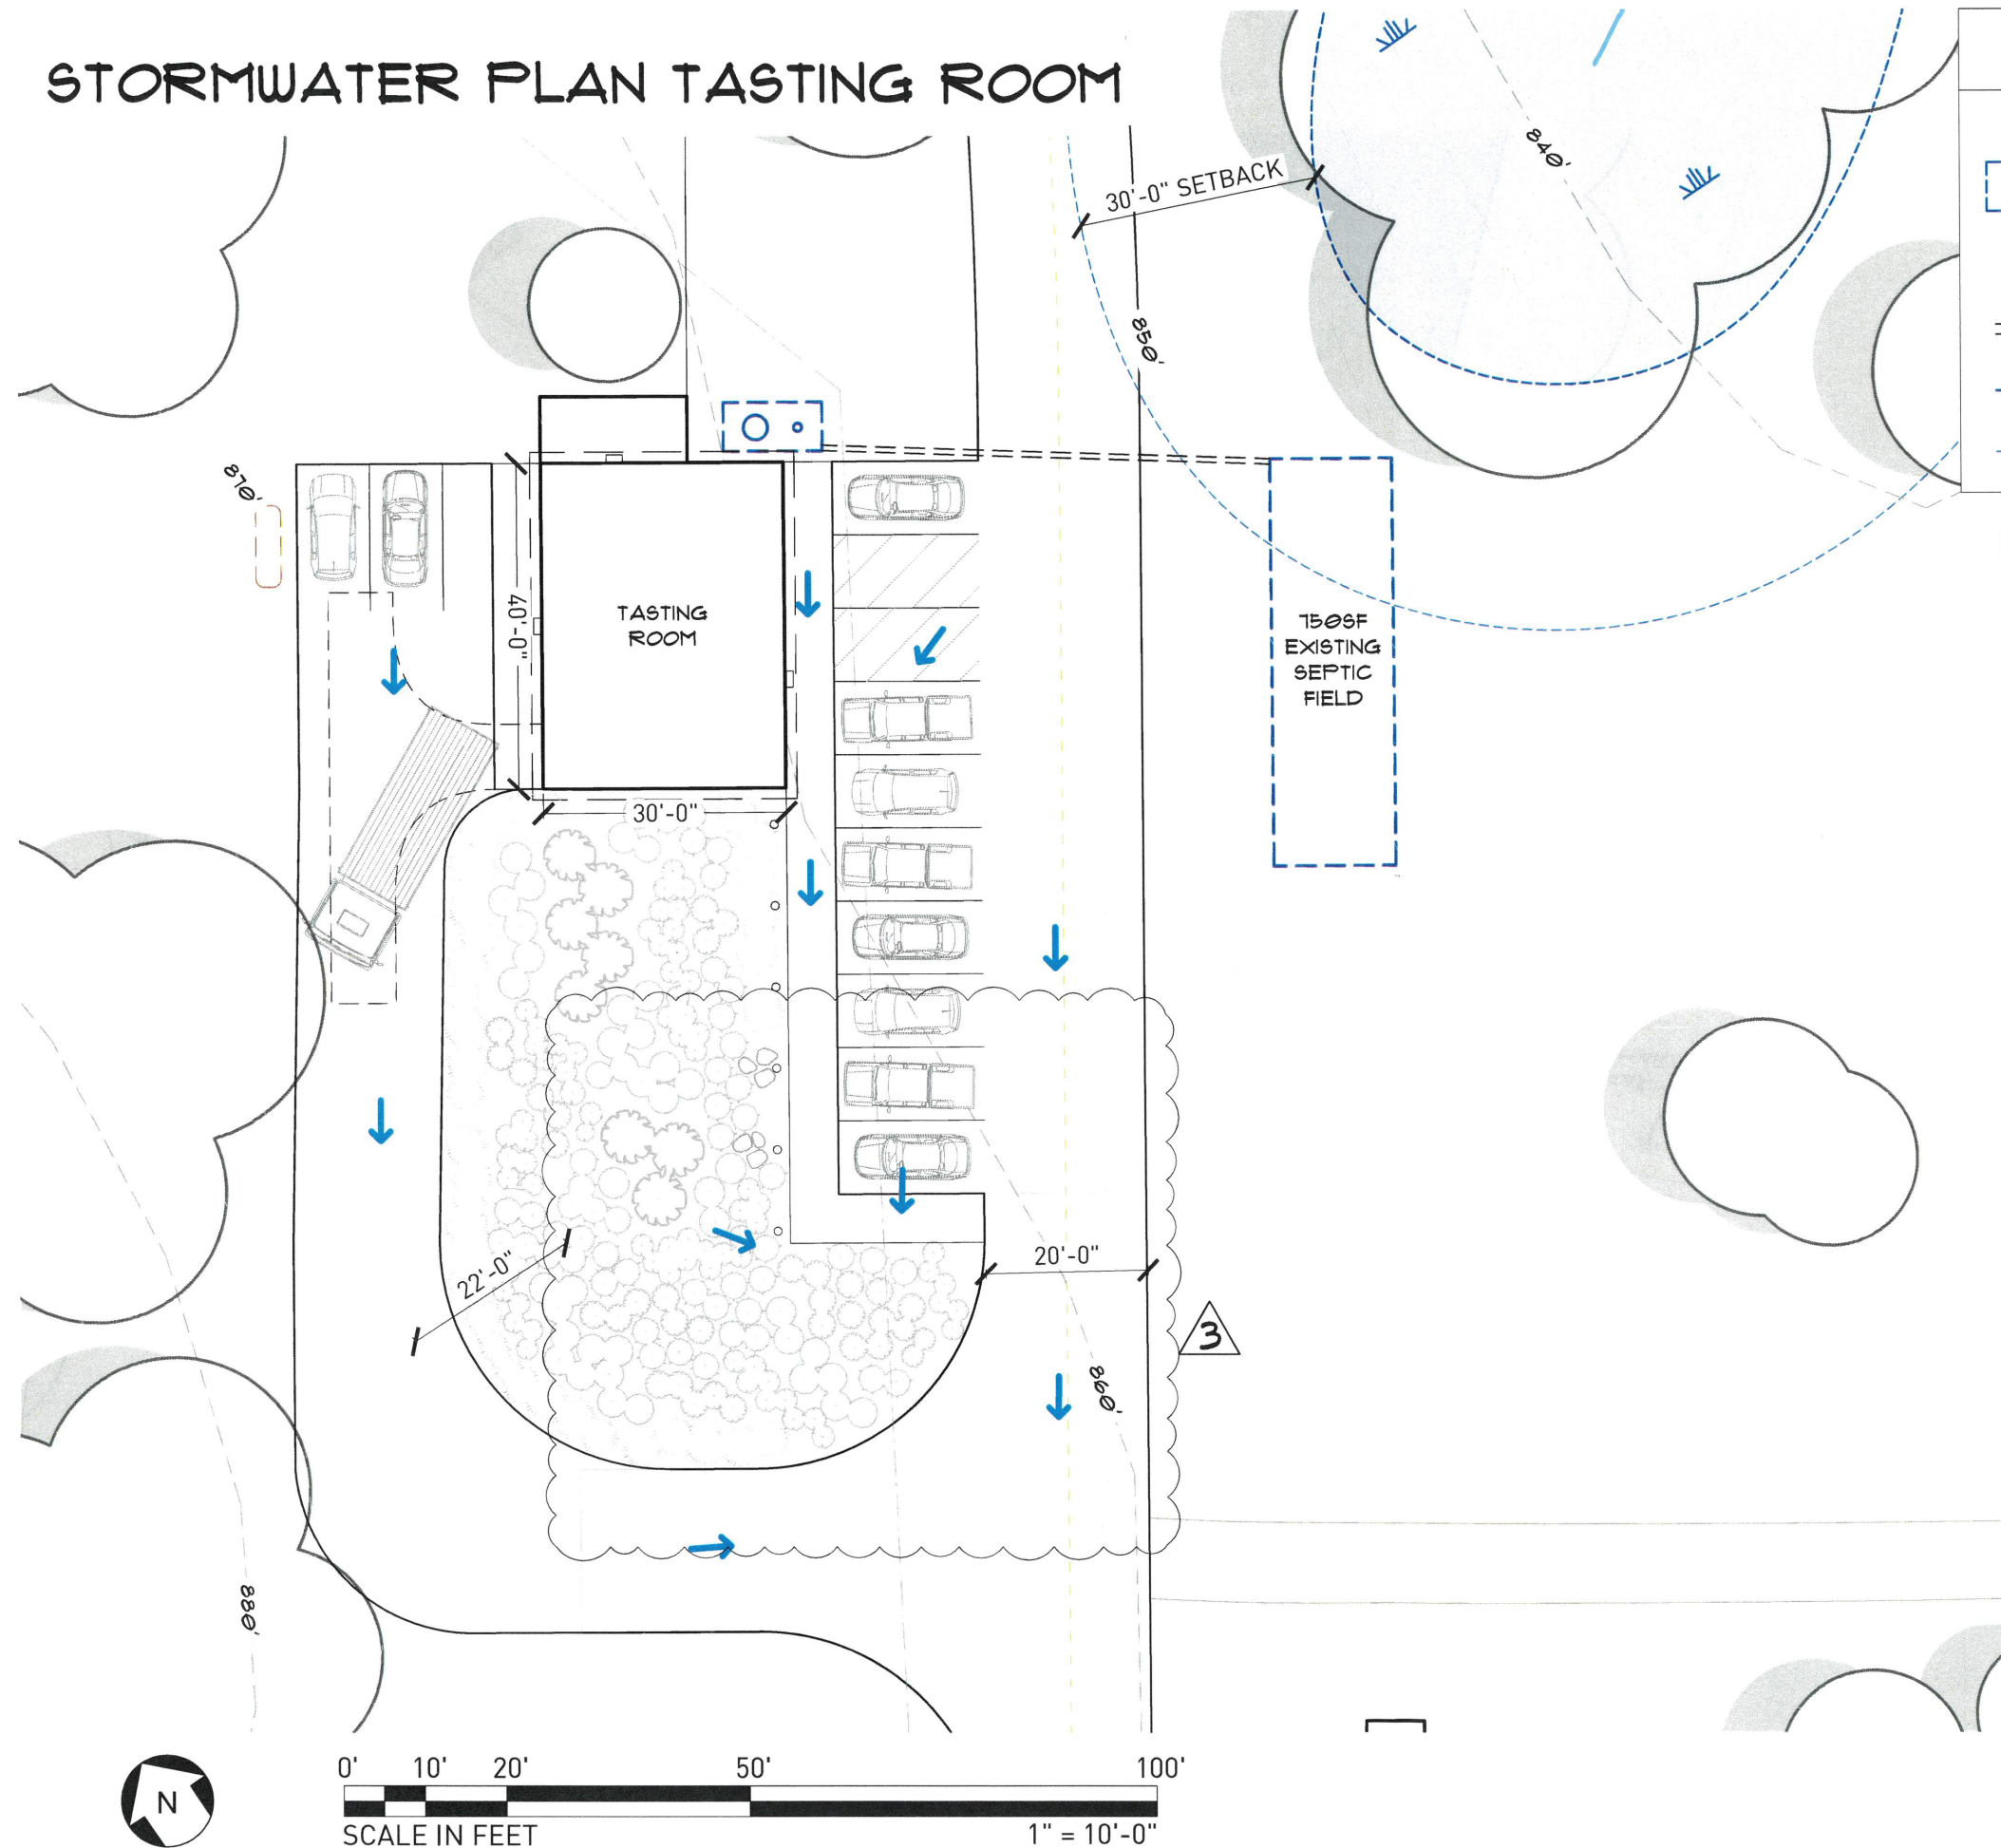 STORMWATER PLAN TASTING ROOM
840'
30'-0" SETBACK
850'
870'
40'-0"
TASTING
ROOM
750SF
EXISTING
SEPTIC
FIELD
30'-0"
22'-0"
20'-0"
3
860'
880'
N
0' 10' 20' 50' 100'
SCALE IN FEET
1" = 10'-0"